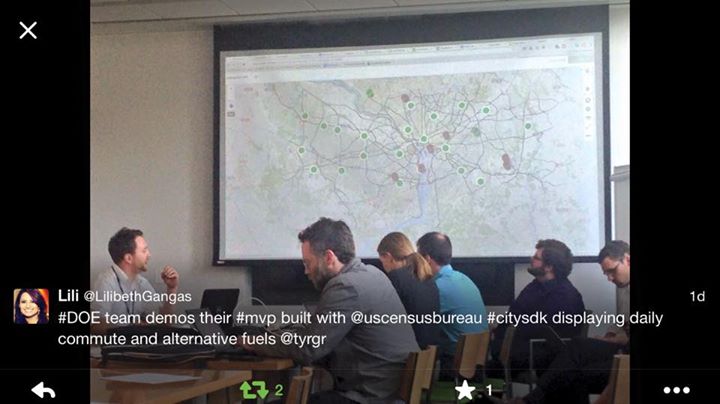 Lili @LilibethGangas 1d
#DOE team demos their #mvp built with @uscensusbureau #citysdk displaying daily
commute and alternative fuels @tyrgr
2 1